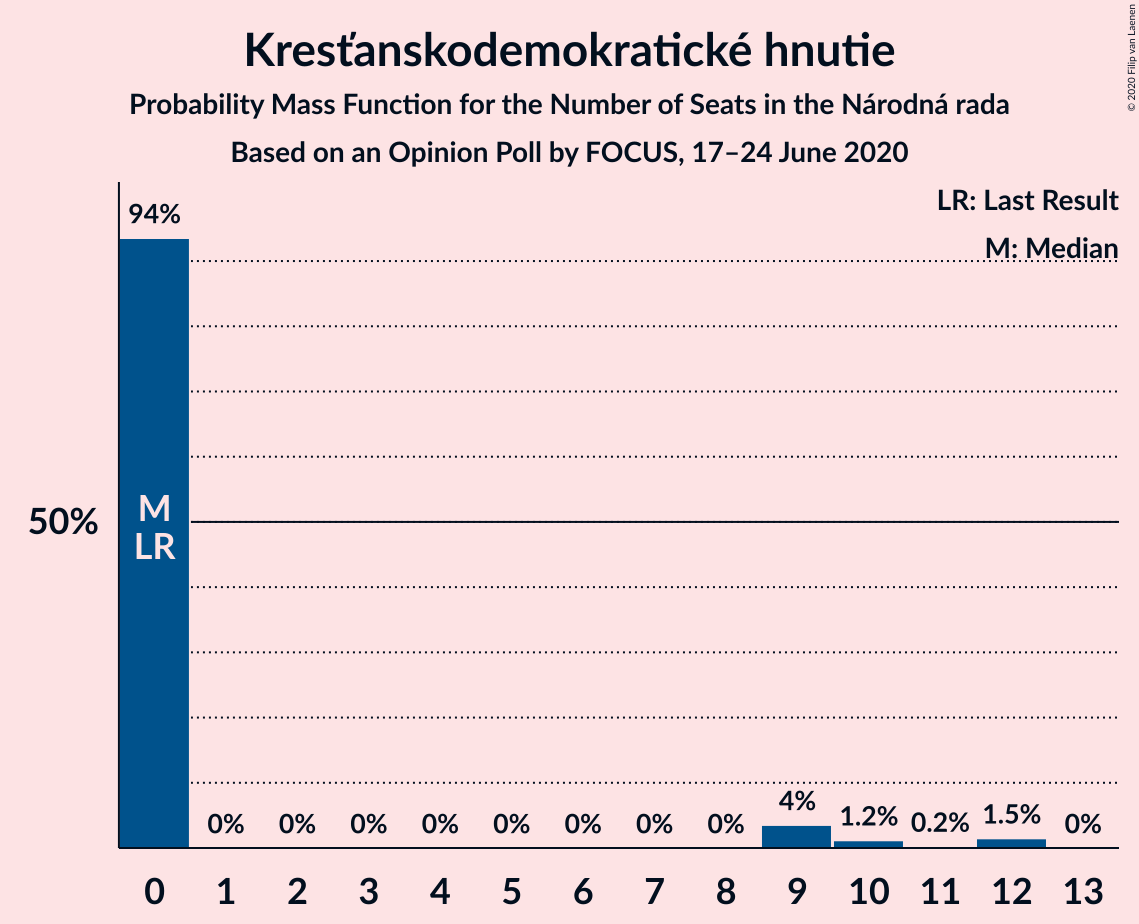 Kresťanskodemokratické hnutie
Probability Mass Function for the Number of Seats in the Národná rada
Based on an Opinion Poll by FOCUS, 17–24 June 2020
© 2020 Filip van Laenen
LR: Last Result
M: Median
94%
M
LR
50%
0% 0% 0% 0% 0% 0% 0% 0% 4% 1.2% 0.2% 1.5% 0%
0 1 2 3 4 5 6 7 8 9 10 11 12 13